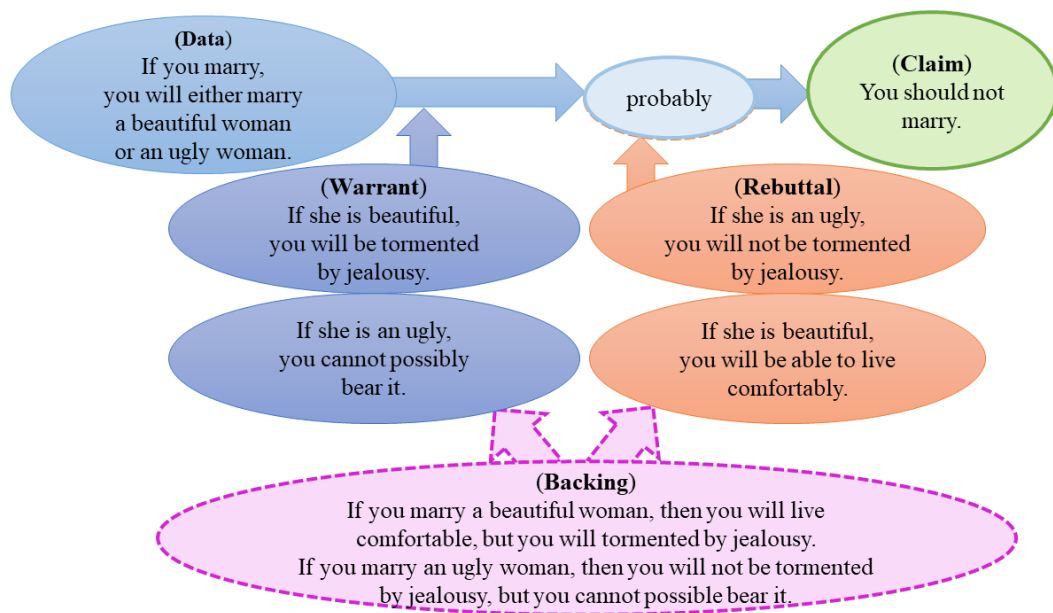 (Data)
If you marry,
you will either marry
a beautiful woman
or an ugly woman.
probably
(Claim)
You should not
marry.
(Warrant)
If she is beautiful,
you will be tormented
by jealousy.
(Rebuttal)
If she is an ugly,
you will not be tormented
by jealousy.
If she is an ugly,
you cannot possibly
bear it.
If she is beautiful,
you will be able to live
comfortably.
(Backing)
If you marry a beautiful woman, then you will live
comfortable, but you will tormented by jealousy.
If you marry an ugly woman, then you will not be tormented
by jealousy, but you cannot possible bear it.